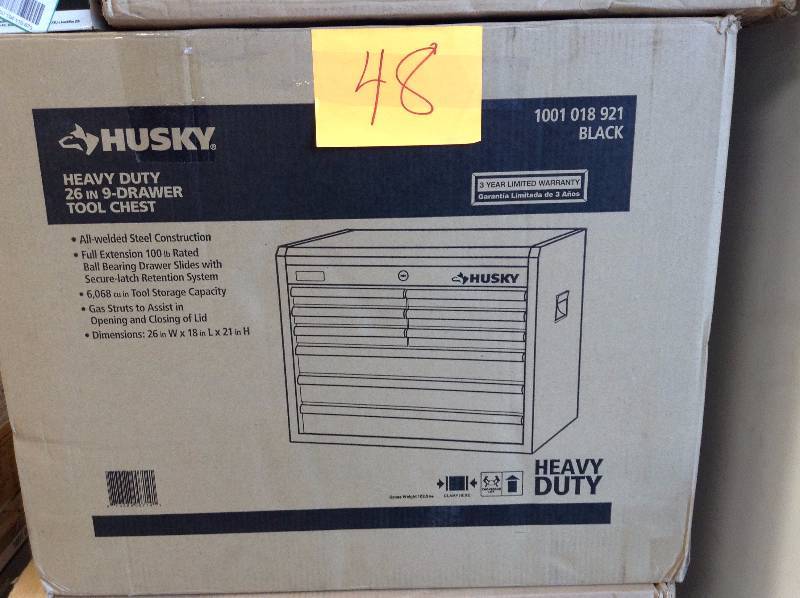 48
HUSKY®
1001 018 921
BLACK
HEAVY DUTY
26 IN 9-DRAWER
TOOL CHEST
3 YEAR LIMITED WARRANTY
Garantía Limitada de 3 Años
• All-welded Steel Construction
• Full Extension 100 lb Rated
Ball Bearing Drawer Slides with
Secure-latch Retention System
• 6,068 cu in Tool Storage Capacity
• Gas Struts to Assist in
Opening and Closing of Lid
• Dimensions: 26 in W x 18 in L x 21 in H
HUSKY
CLAMP HERE
HEAVY
DUTY